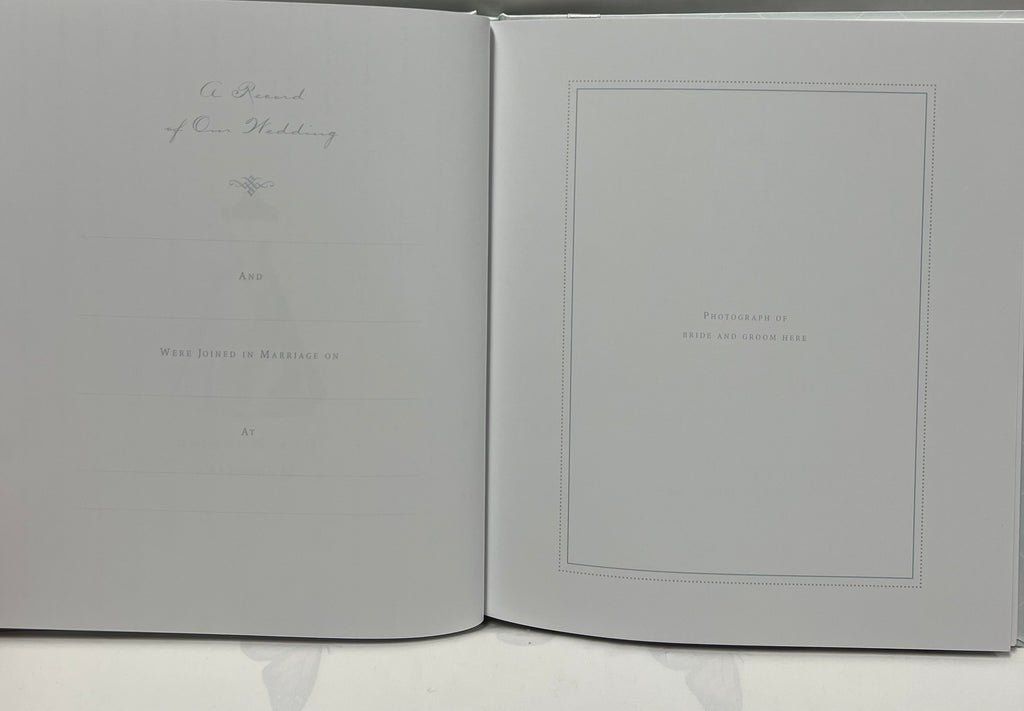 A Record
of Our Wedding
And
Were Joined in Marriage on
At
Photograph of
bride and groom here